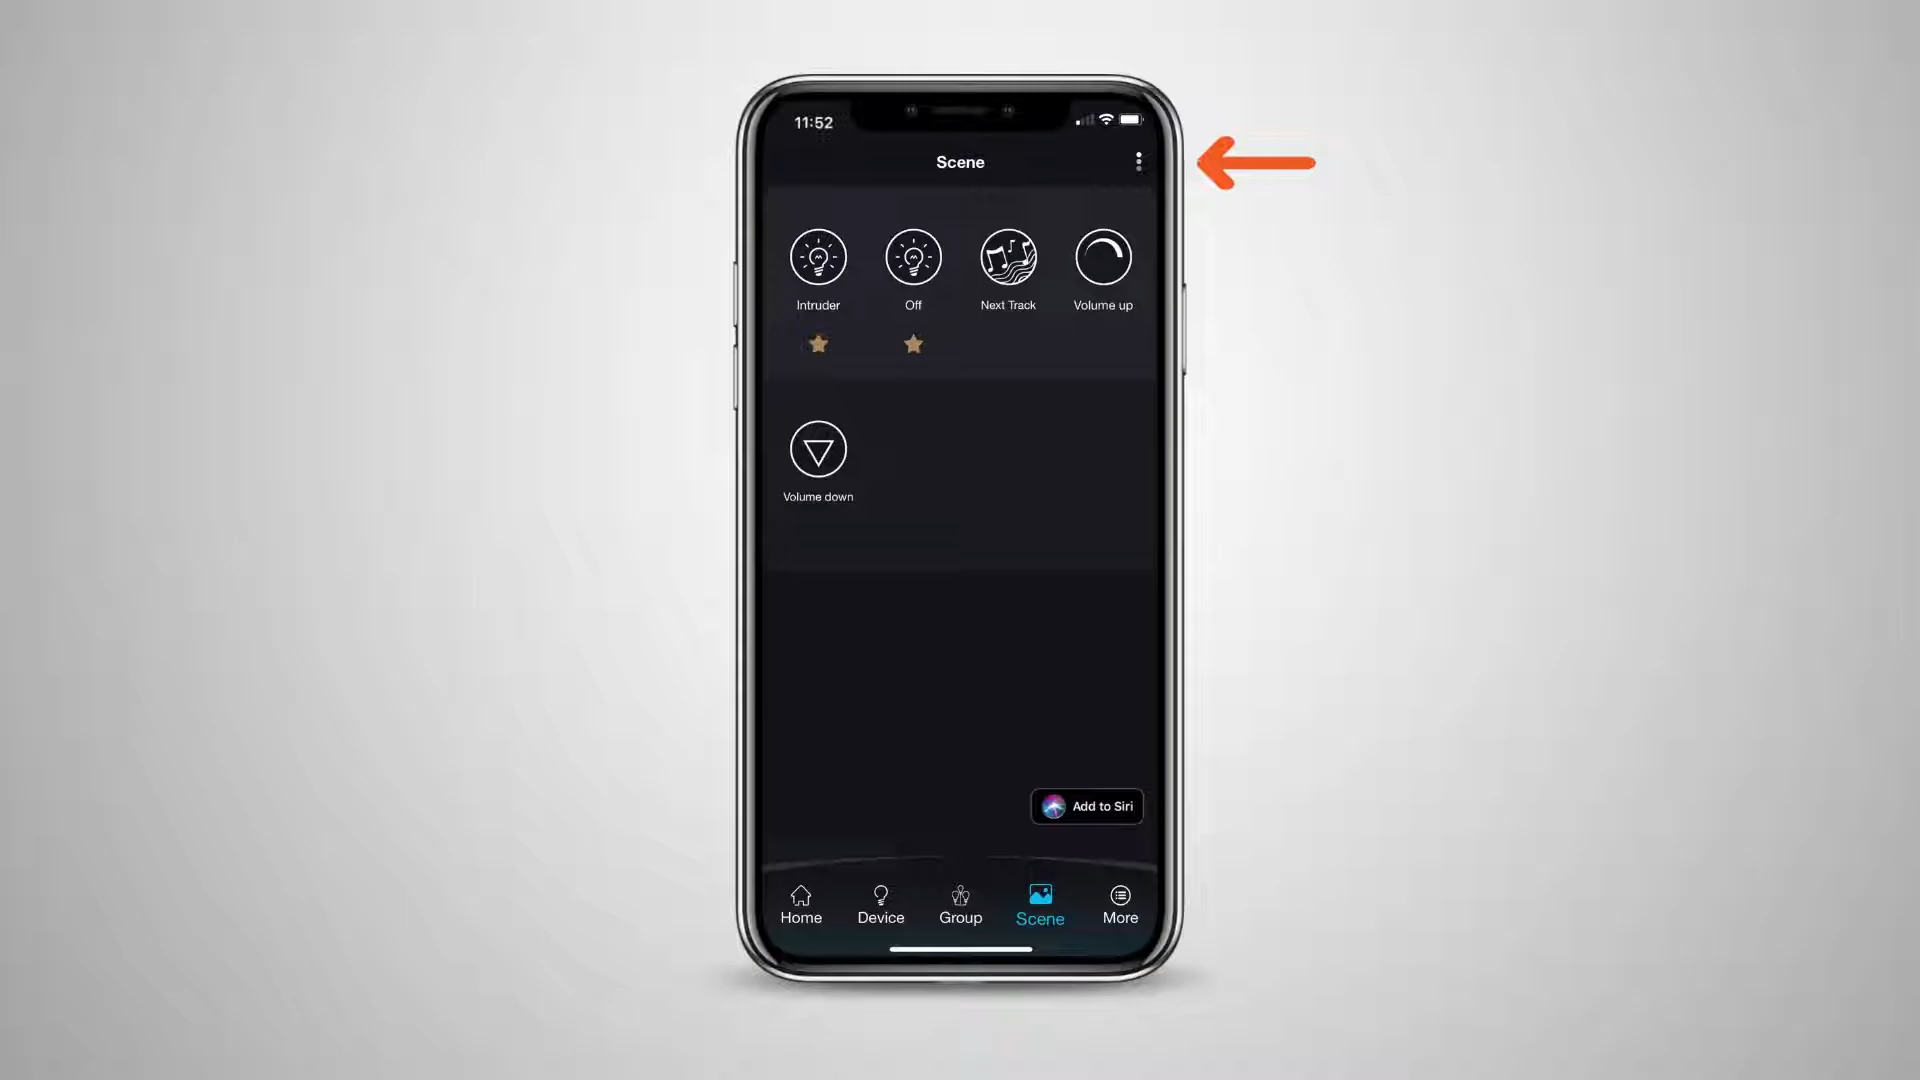 11:52
Scene
Intruder
Off
Next Track
Volume up
Volume down
Add to Siri
Home
Device
Group
Scene
More